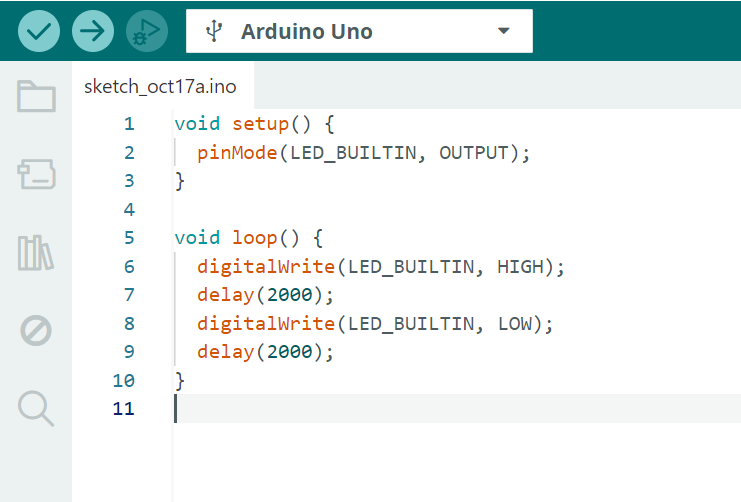 Arduino Uno
sketch_oct17a.ino
1 void setup() {
2   pinMode(LED_BUILTIN, OUTPUT);
3 }
4
5 void loop() {
6   digitalWrite(LED_BUILTIN, HIGH);
7   delay(2000);
8   digitalWrite(LED_BUILTIN, LOW);
9   delay(2000);
10 }
11